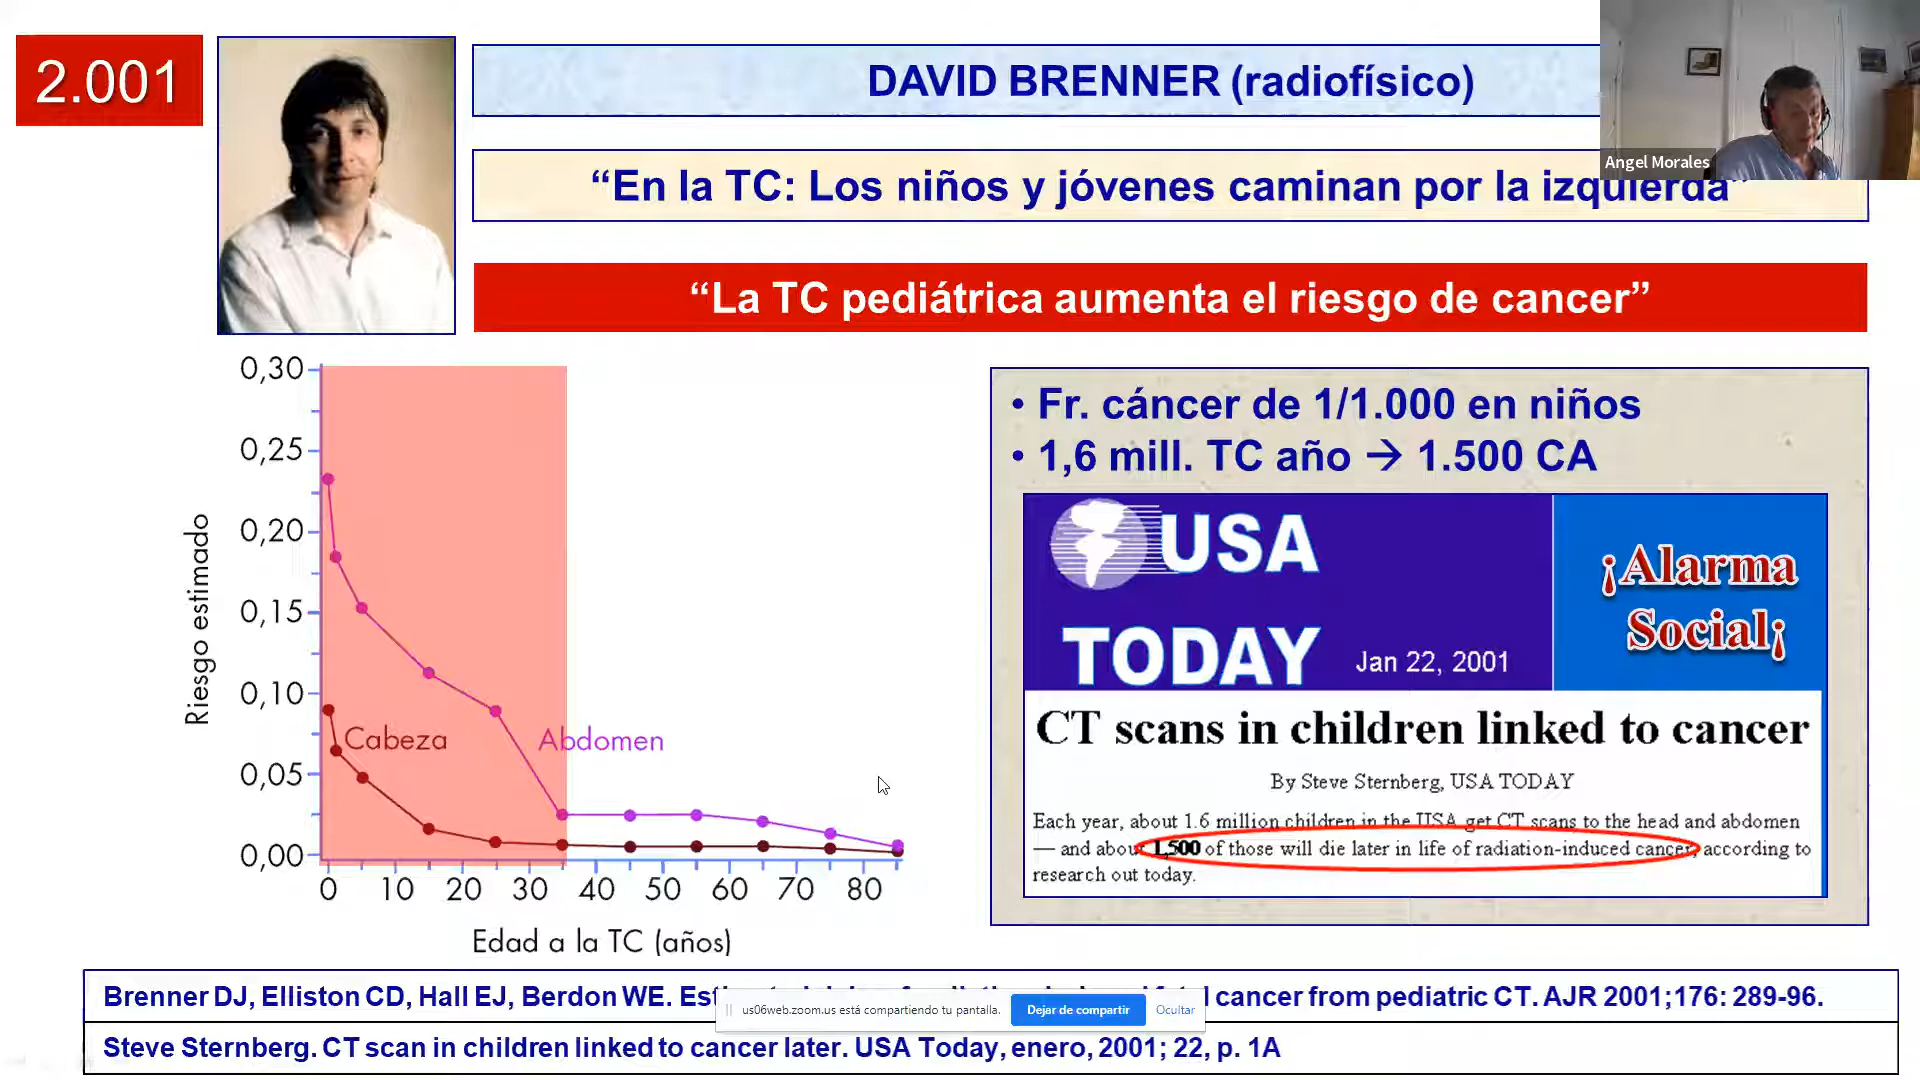 2.001
DAVID BRENNER (radiofísico)
Angel Morales
“En la TC: Los niños y jóvenes caminan por la izquierda”
“La TC pediátrica aumenta el riesgo de cancer”
0,30
0,25
0,20
0,15
0,10
0,05
0,00
Riesgo estimado
Cabeza
Abdomen
0 10 20 30 40 50 60 70 80
Edad a la TC (años)
• Fr. cáncer de 1/1.000 en niños
• 1,6 mill. TC año → 1.500 CA
USA
TODAY
Jan 22, 2001
¡Alarma
Social¡
CT scans in children linked to cancer
By Steve Sternberg, USA TODAY
Each year, about 1.6 million children in the USA get CT scans to the head and abdomen
— and about 1,500 of those will die later in life of radiation-induced cancer, according to
research out today.
Brenner DJ, Elliston CD, Hall EJ, Berdon WE. cancer from pediatric CT. AJR 2001;176: 289-96.
us06web.zoom.us está compartiendo tu pantalla.
Dejar de compartir
Ocultar
Steve Sternberg. CT scan in children linked to cancer later. USA Today, enero, 2001; 22, p. 1A